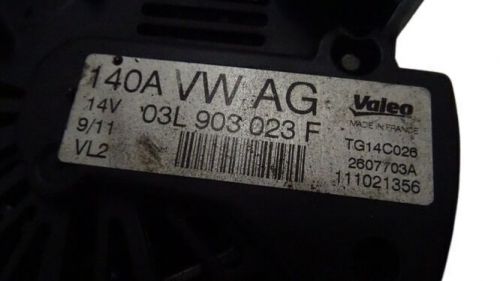 140A VW AG
14V 03L 903 023 F
9/11
VL2
Valeo
MADE IN FRANCE
TG14C026
2607703A
111021356